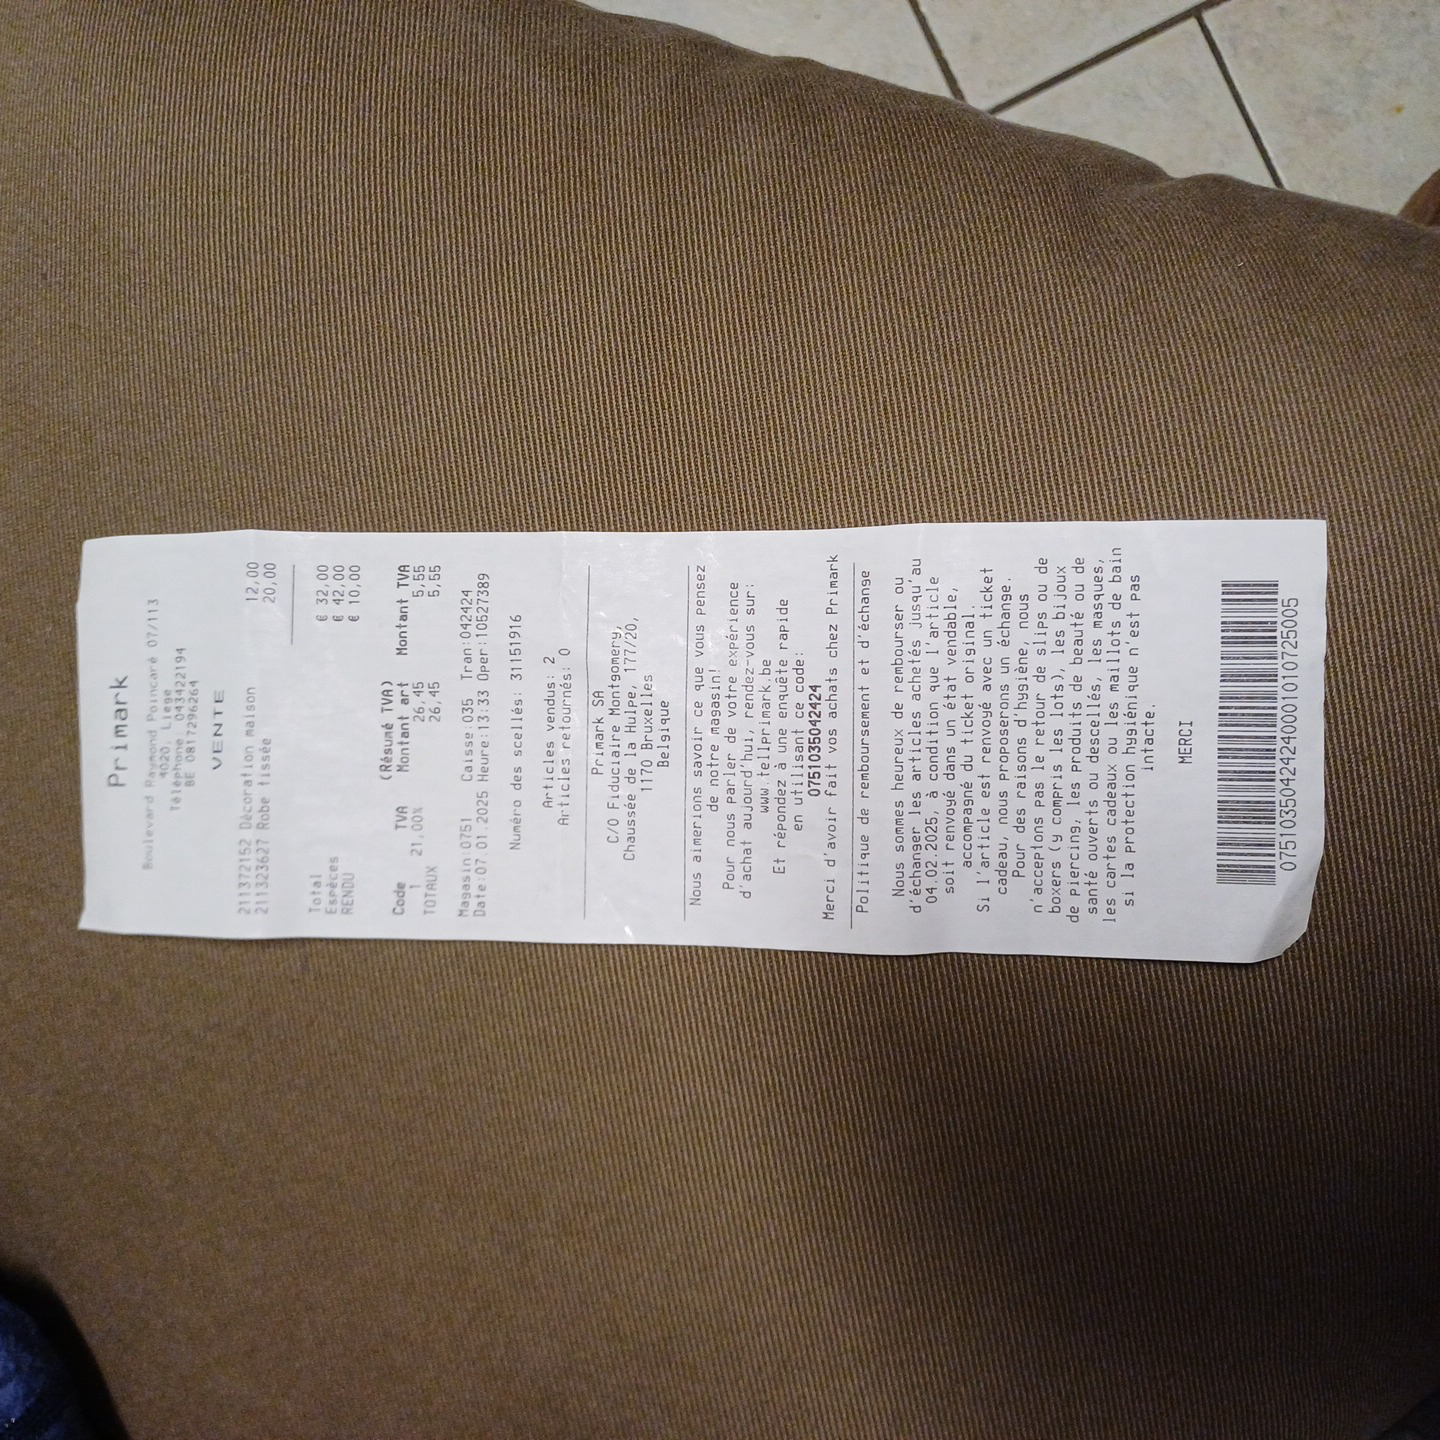 Primark
Boulevard Raymond Poincaré 07/113
4020, Liège
Téléphone: 043422194
BE 0817296264
VENTE
211372152 Décoration maison 12,00
211323627 Robe tissée 20,00
Total € 32,00
Espèces € 42,00
RENDU € 10,00
(Résumé TVA)
Code TVA Montant art Montant TVA
1 21,00% 26,45 5,55
TOTAUX 26,45 5,55
Magasin:0751 Caisse:035 Tran:042424
Date:07.01.2025 Heure:13:33 Oper:10527389
Numéro des scellés: 31151916
Articles vendus: 2
Articles retournés: 0
Primark SA
C/O Fiduciaire Montgomery,
Chaussée de la Hulpe, 177/20,
1170 Bruxelles
Belgique
Nous aimerions savoir ce que vous pensez
de notre magasin!
Pour nous parler de votre expérience
d'achat aujourd'hui, rendez-vous sur:
www.tellprimark.be
Et répondez à une enquête rapide
en utilisant ce code:
075103504242​4
Merci d'avoir fait vos achats chez Primark
Politique de remboursement et d'échange
Nous sommes heureux de rembourser ou
d'échanger les articles achetés jusqu'au
04.02.2025, à condition que l'article
soit renvoyé dans un état vendable,
accompagné du ticket original.
Si l'article est renvoyé avec un ticket
cadeau, nous proposerons un échange.
Pour des raisons d'hygiène, nous
n'acceptons pas le retour de slips ou de
boxers (y compris les lots), les bijoux
de piercing, les produits de beauté ou de
santé ouverts ou descellés, les masques,
les cartes cadeaux ou les maillots de bain
si la protection hygiénique n'est pas
intacte.
MERCI
0751035042424000101010725005